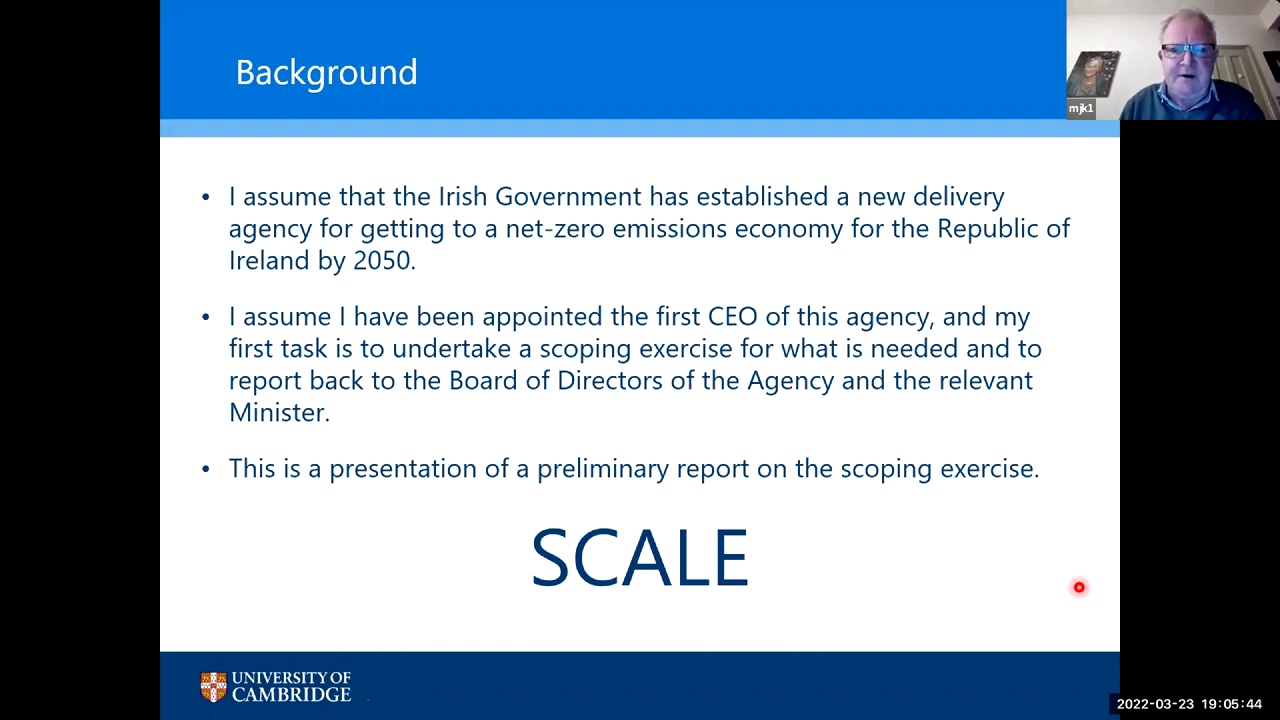 Background
mjk1
• I assume that the Irish Government has established a new delivery
agency for getting to a net-zero emissions economy for the Republic of
Ireland by 2050.
• I assume I have been appointed the first CEO of this agency, and my
first task is to undertake a scoping exercise for what is needed and to
report back to the Board of Directors of the Agency and the relevant
Minister.
• This is a presentation of a preliminary report on the scoping exercise.
SCALE
UNIVERSITY OF
CAMBRIDGE
2022-03-23 19:05:44